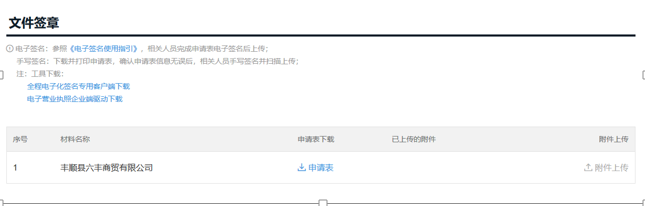 文件签章
电子签名：参照《电子签名使用指引》，相关人员完成申请表电子签名后上传；
手写签名：下载并打印申请表，确认申请表信息无误后，相关人员手写签名并扫描上传；
注：工具下载：
全程电子化签名专用客户端下载
电子营业执照企业端驱动下载
序号 材料名称 申请表下载 已上传的附件 附件上传
1 丰顺县六丰商贸有限公司 申请表 附件上传